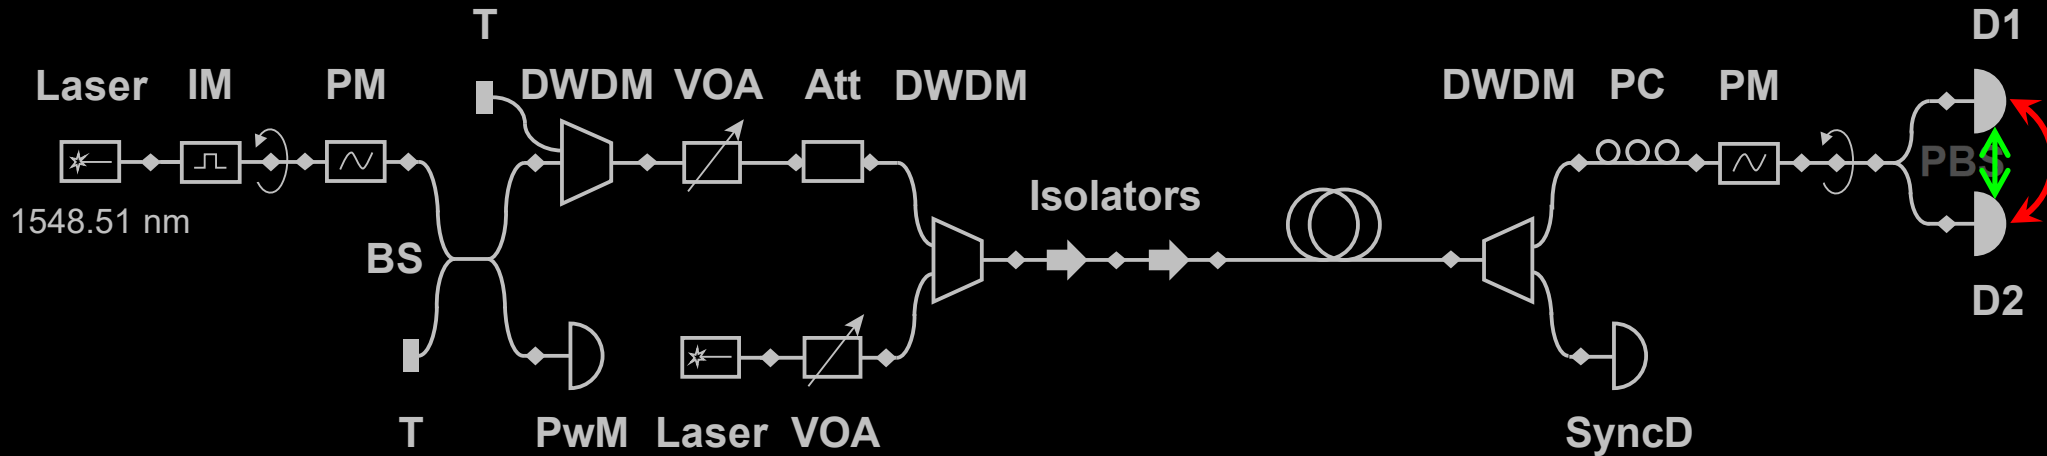 T
D1
Laser
IM
PM
DWDM
VOA
Att
DWDM
DWDM
PC
PM
PBS
Isolators
1548.51 nm
BS
D2
T
PwM
Laser
VOA
SyncD